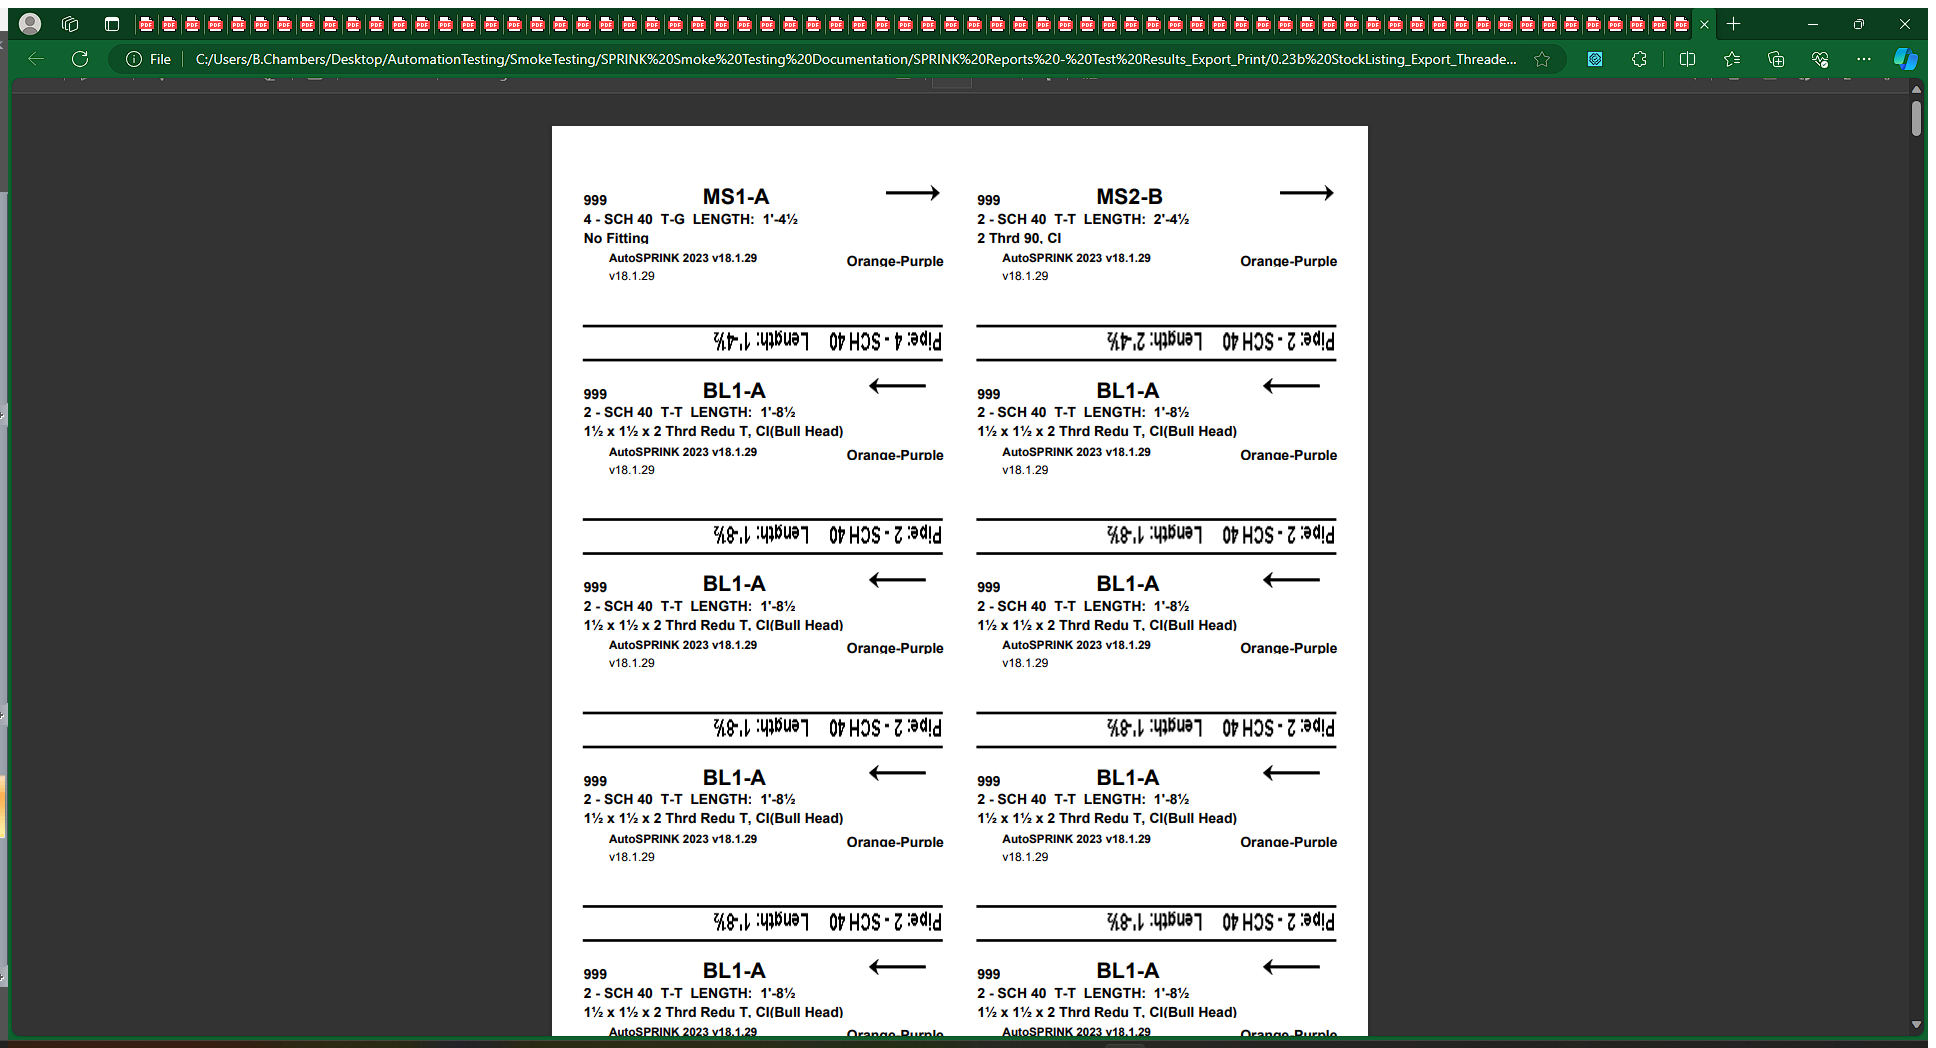 File C:/Users/B.Chambers/Desktop/AutomationTesting/SmokeTesting/SPRINK%20Smoke%20Testing%20Documentation/SPRINK%20Reports%20-%20Test%20Results_Export_Print/0.23b%20StockListing_Export_Threade...
999 MS1-A
4 - SCH 40 T-G LENGTH: 1'-4½
No Fitting
AutoSPRINK 2023 v18.1.29 Orange-Purple
v18.1.29
Pipe: 4 - SCH 40 Length: 1'-4½
999 MS2-B
2 - SCH 40 T-T LENGTH: 2'-4½
2 Thrd 90, CI
AutoSPRINK 2023 v18.1.29 Orange-Purple
v18.1.29
Pipe: 2 - SCH 40 Length: 2'-4½
999 BL1-A
2 - SCH 40 T-T LENGTH: 1'-8½
1½ x 1½ x 2 Thrd Redu T, CI(Bull Head)
AutoSPRINK 2023 v18.1.29 Orange-Purple
v18.1.29
Pipe: 2 - SCH 40 Length: 1'-8½
999 BL1-A
2 - SCH 40 T-T LENGTH: 1'-8½
1½ x 1½ x 2 Thrd Redu T, CI(Bull Head)
AutoSPRINK 2023 v18.1.29 Orange-Purple
v18.1.29
Pipe: 2 - SCH 40 Length: 1'-8½
999 BL1-A
2 - SCH 40 T-T LENGTH: 1'-8½
1½ x 1½ x 2 Thrd Redu T, CI(Bull Head)
AutoSPRINK 2023 v18.1.29 Orange-Purple
v18.1.29
Pipe: 2 - SCH 40 Length: 1'-8½
999 BL1-A
2 - SCH 40 T-T LENGTH: 1'-8½
1½ x 1½ x 2 Thrd Redu T, CI(Bull Head)
AutoSPRINK 2023 v18.1.29 Orange-Purple
v18.1.29
Pipe: 2 - SCH 40 Length: 1'-8½
999 BL1-A
2 - SCH 40 T-T LENGTH: 1'-8½
1½ x 1½ x 2 Thrd Redu T, CI(Bull Head)
AutoSPRINK 2023 v18.1.29 Orange-Purple
v18.1.29
Pipe: 2 - SCH 40 Length: 1'-8½
999 BL1-A
2 - SCH 40 T-T LENGTH: 1'-8½
1½ x 1½ x 2 Thrd Redu T, CI(Bull Head)
AutoSPRINK 2023 v18.1.29 Orange-Purple
v18.1.29
Pipe: 2 - SCH 40 Length: 1'-8½
999 BL1-A
2 - SCH 40 T-T LENGTH: 1'-8½
1½ x 1½ x 2 Thrd Redu T, CI(Bull Head)
AutoSPRINK 2023 v18.1.29 Orange-Purple
999 BL1-A
2 - SCH 40 T-T LENGTH: 1'-8½
1½ x 1½ x 2 Thrd Redu T, CI(Bull Head)
AutoSPRINK 2023 v18.1.29 Orange-Purple